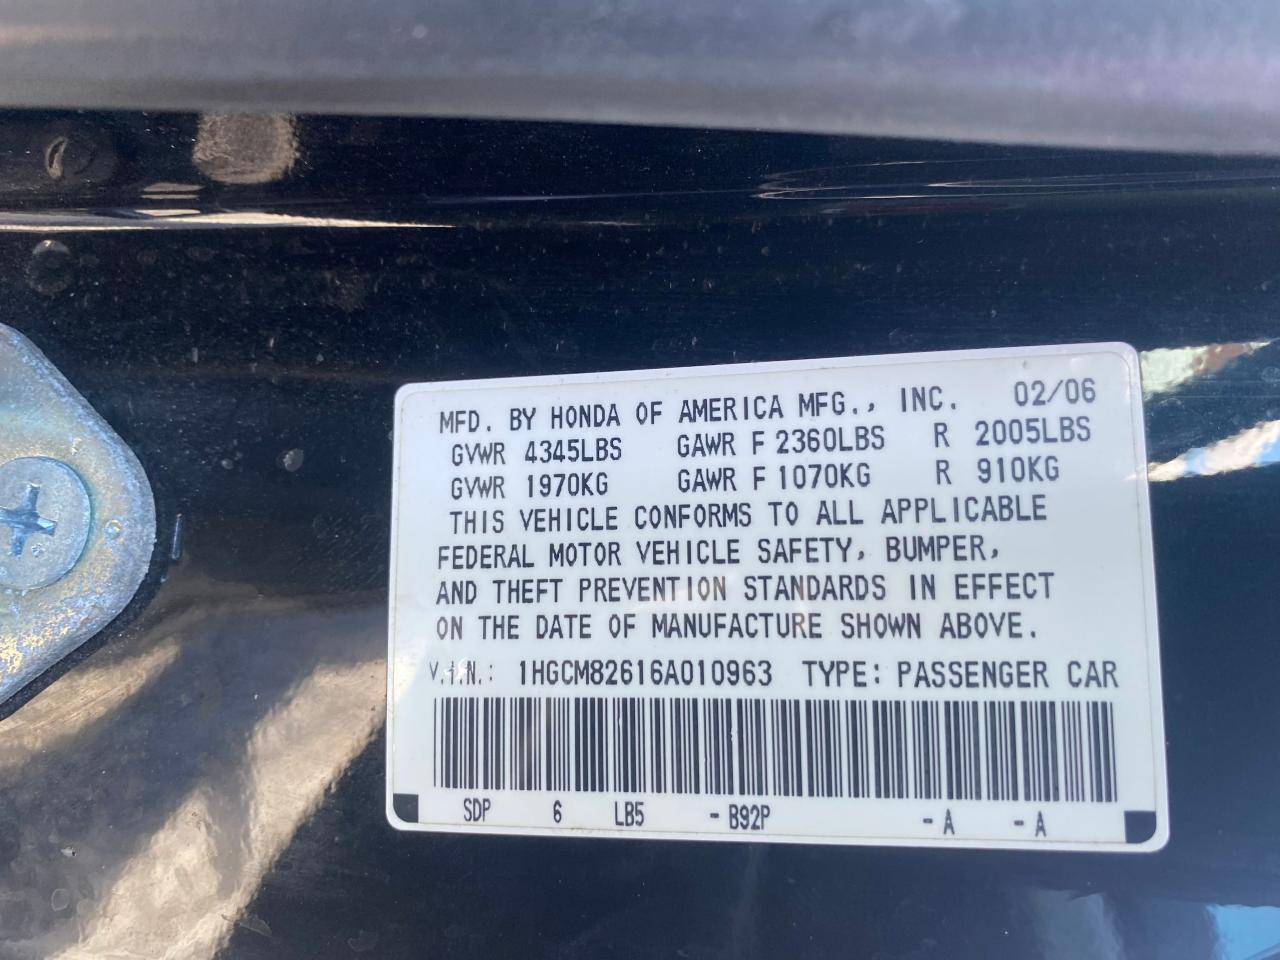 MFD. BY HONDA OF AMERICA MFG., INC. 02/06
GVWR 4345LBS GAWR F 2360LBS R 2005LBS
GVWR 1970KG GAWR F 1070KG R 910KG
THIS VEHICLE CONFORMS TO ALL APPLICABLE
FEDERAL MOTOR VEHICLE SAFETY, BUMPER,
AND THEFT PREVENTION STANDARDS IN EFFECT
ON THE DATE OF MANUFACTURE SHOWN ABOVE.
V.I.N.: 1HGCM82616A010963 TYPE: PASSENGER CAR
SDP 6 LB5 -B92P -A -A